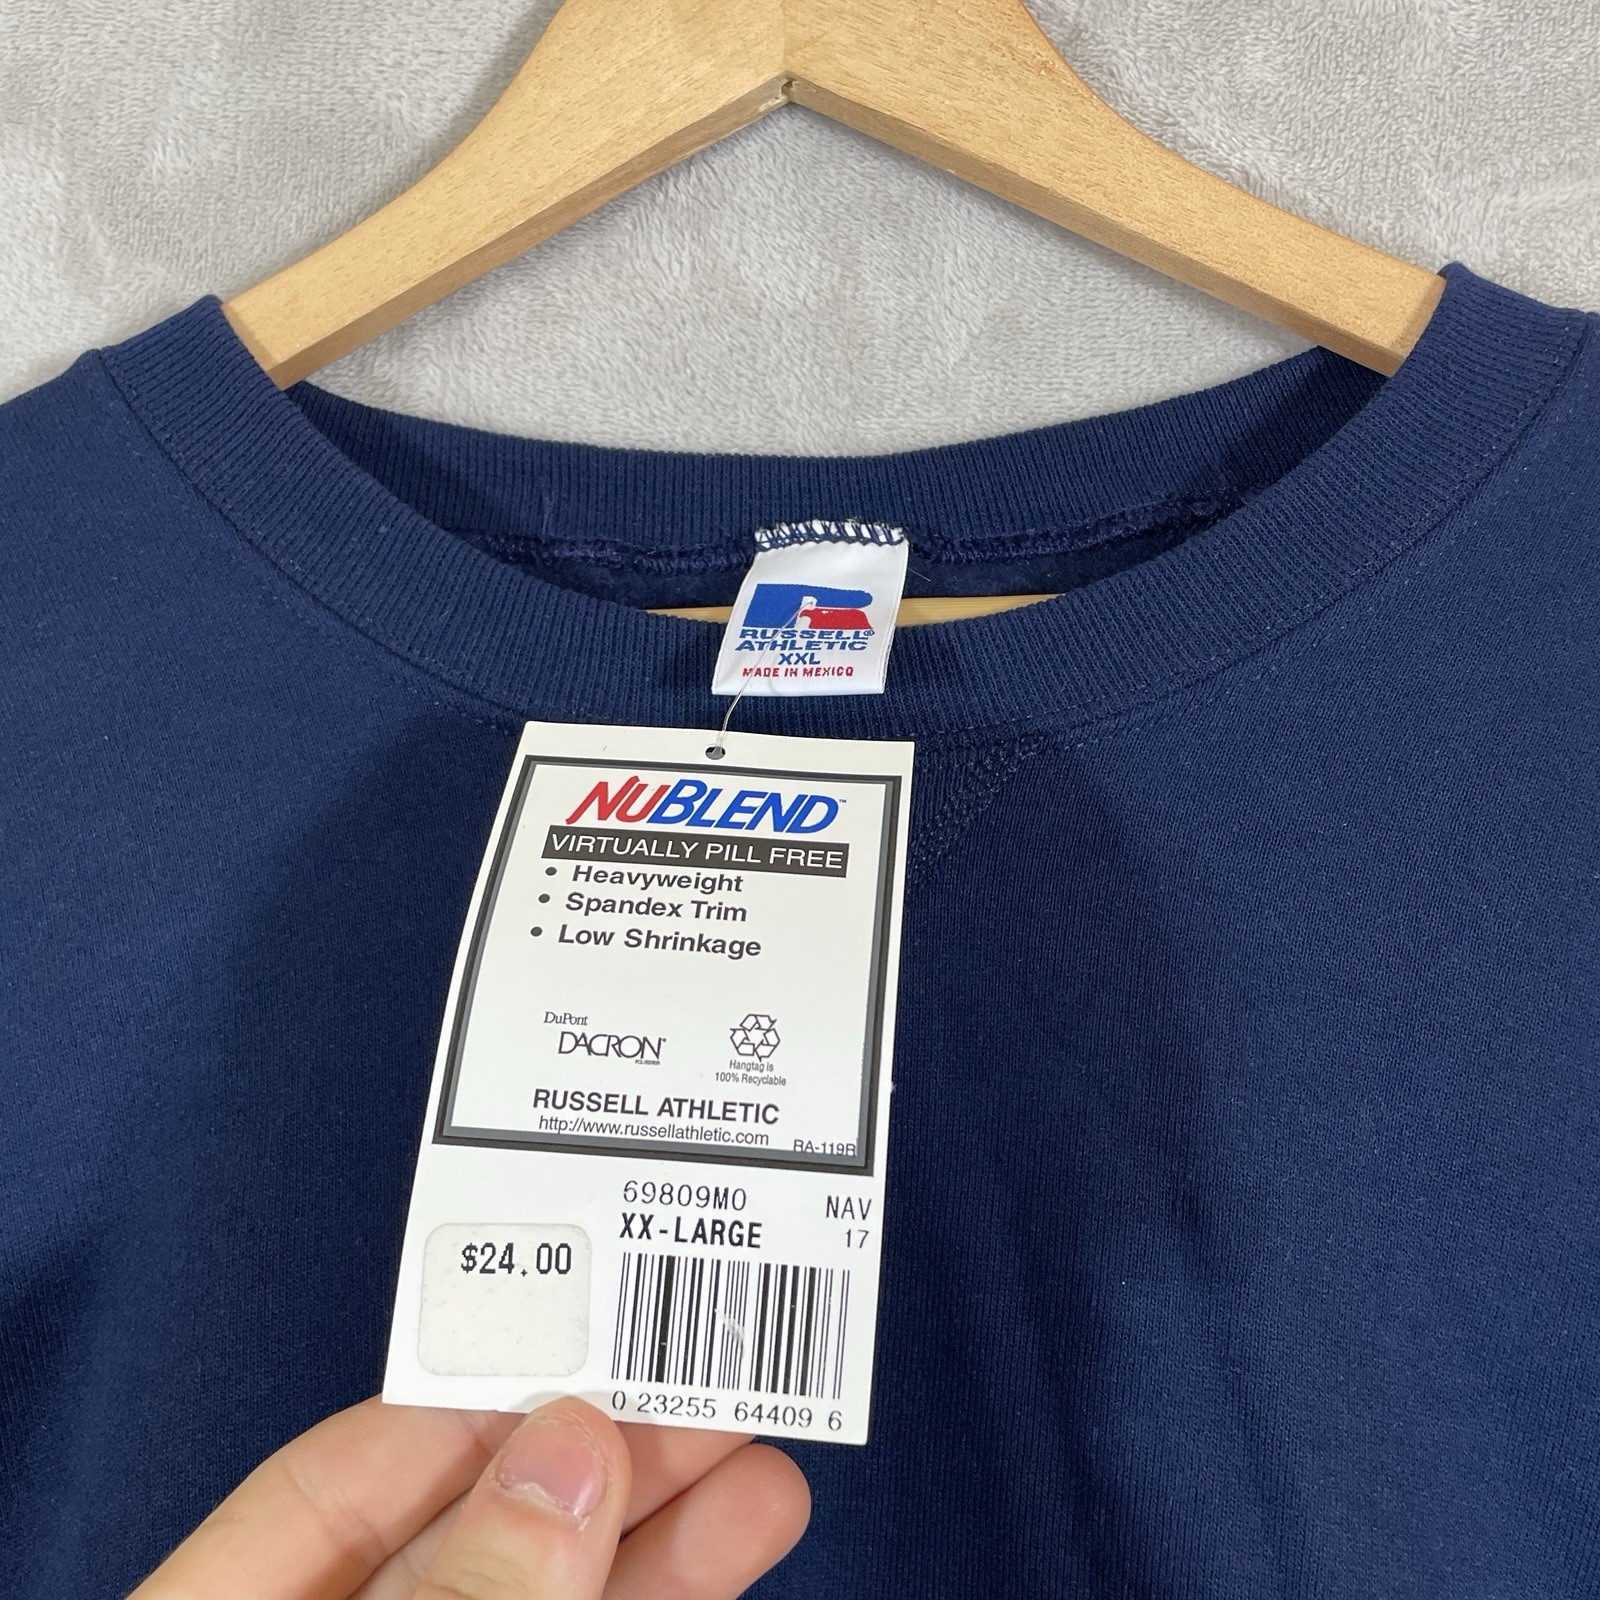 RUSSELL®
ATHLETIC
XXL
MADE IN MEXICO
NUBLEND™
VIRTUALLY PILL FREE
• Heavyweight
• Spandex Trim
• Low Shrinkage
DuPont
DACRON®
Hangtag is
100% Recyclable
RUSSELL ATHLETIC
http://www.russellathletic.com
RA-119R
69809M0 NAV
XX-LARGE 17
$24.00
0 23255 64409 6